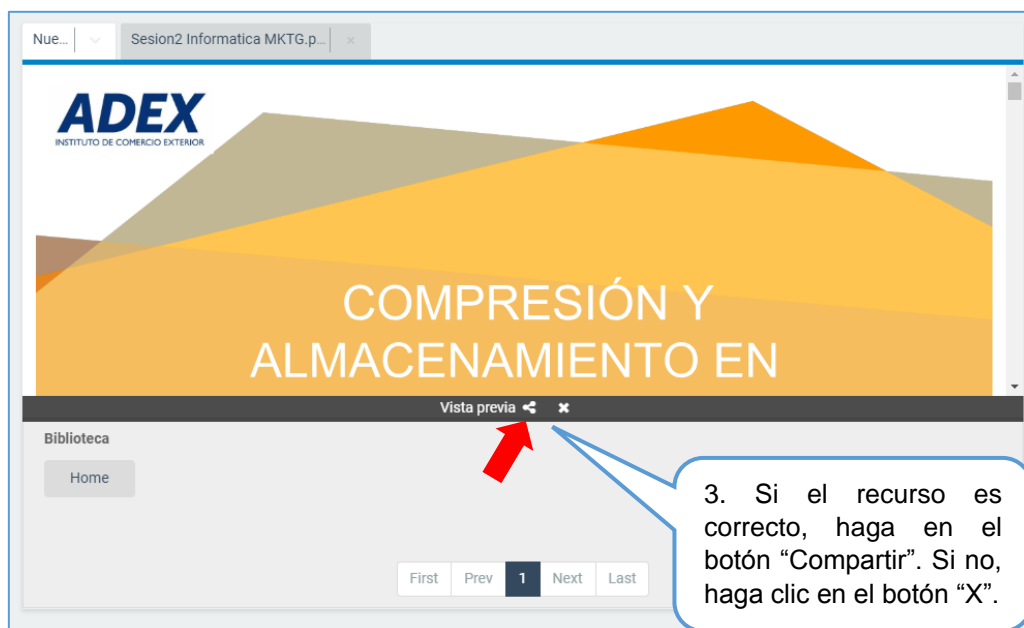 Nue...
Sesion2 Informatica MKTG.p...
ADEX
INSTITUTO DE COMERCIO EXTERIOR
COMPRESIÓN Y
ALMACENAMIENTO EN
Vista previa
Biblioteca
Home
First Prev 1 Next Last
3. Si el recurso es
correcto, haga en el
botón “Compartir”. Si no,
haga clic en el botón “X”.